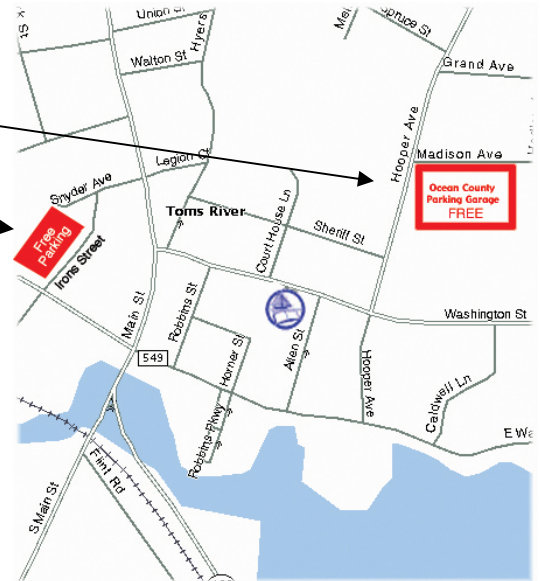 Union St
Hyers
Spruce St
St
Walton St
Grand Ave
Hooper Ave
Legion Ct
Madison Ave
Snyder Ave
Ocean County
Parking Garage
FREE
Toms River
Court House Ln
Sheriff St
Free
Parking
Irons Street
Main St
Robbins St
Washington St
549
Horner St
Allen St
Hooper Ave
Caldwell Ln
Robbins Pkwy
E Wa
Flint Rd
S Main St